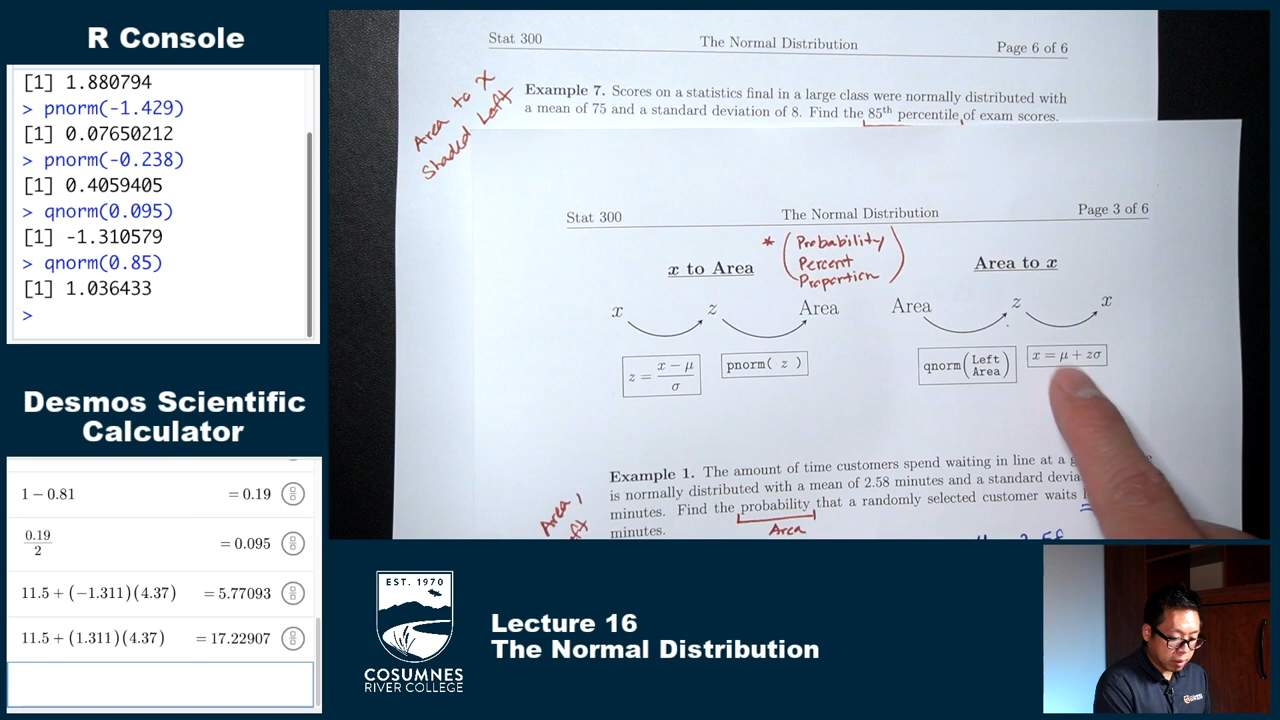 R Console
[1] 1.880794
> pnorm(-1.429)
[1] 0.07650212
> pnorm(-0.238)
[1] 0.4059405
> qnorm(0.095)
[1] -1.310579
> qnorm(0.85)
[1] 1.036433
>
Desmos Scientific
Calculator
1 − 0.81 = 0.19
0.19/2 = 0.095
11.5 + (−1.311)(4.37) = 5.77093
11.5 + (1.311)(4.37) = 17.22907
Stat 300 The Normal Distribution Page 6 of 6
Area to x
Shaded Left
Example 7. Scores on a statistics final in a large class were normally distributed with
a mean of 75 and a standard deviation of 8. Find the 85th percentile of exam scores.
Stat 300 The Normal Distribution Page 3 of 6
* (Probability
Percent
Proportion)
x to Area
Area to x
x z Area
Area z x
z = (x − μ)/σ
pnorm( z )
qnorm(Left Area)
x = μ + zσ
Example 1. The amount of time customers spend waiting in line at a
is normally distributed with a mean of 2.58 minutes and a standard
minutes. Find the probability that a randomly selected customer waits
minutes.
Area
Area,
EST. 1970
COSUMNES
RIVER COLLEGE
Lecture 16
The Normal Distribution